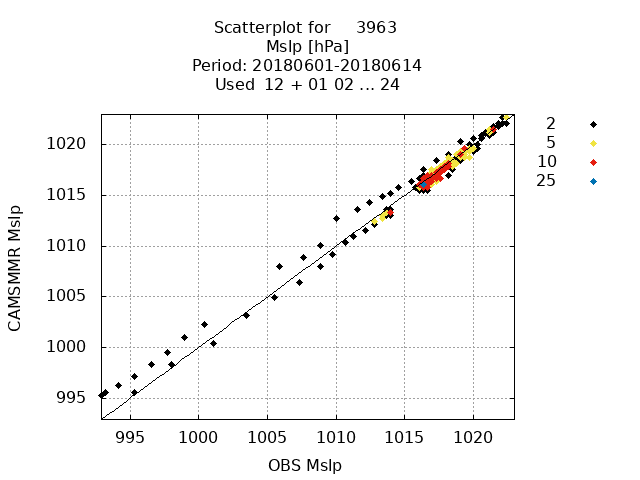 Scatterplot for 3963
Mslp [hPa]
Period: 20180601-20180614
Used 12 + 01 02 ... 24
2
5
10
25
CAMSMMR Mslp
1020
1015
1010
1005
1000
995
995 1000 1005 1010 1015 1020
OBS Mslp